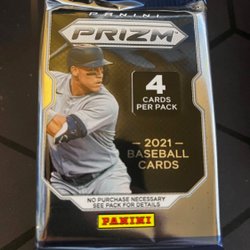 PANINI
PRIZM
4
CARDS
PER PACK
2021
BASEBALL
CARDS
NO PURCHASE NECESSARY
SEE PACK FOR DETAILS
PANINI